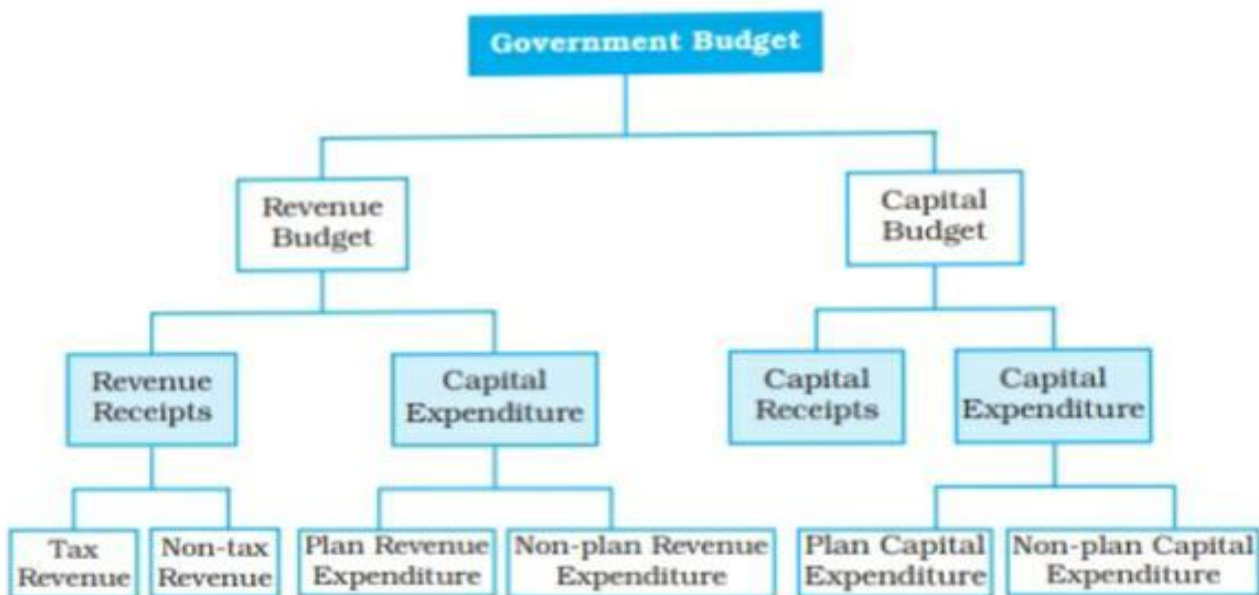 Government Budget
Revenue
Budget
Capital
Budget
Revenue
Receipts
Capital
Expenditure
Capital
Receipts
Capital
Expenditure
Tax
Revenue
Non-tax
Revenue
Plan Revenue
Expenditure
Non-plan Revenue
Expenditure
Plan Capital
Expenditure
Non-plan Capital
Expenditure